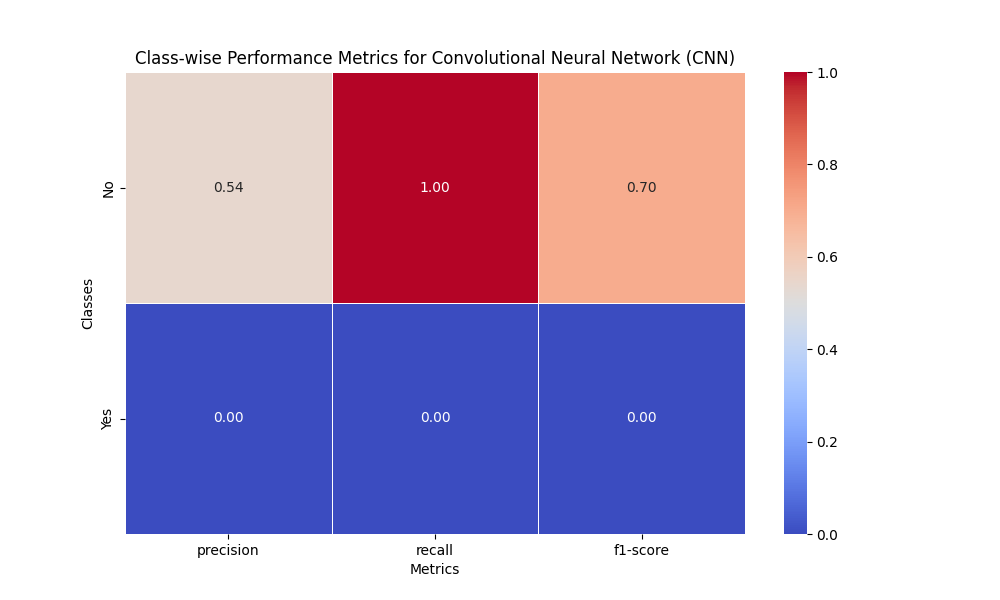 Class-wise Performance Metrics for Convolutional Neural Network (CNN)
Classes
No
0.54 1.00 0.70
Yes
0.00 0.00 0.00
precision recall f1-score
Metrics
1.0
0.8
0.6
0.4
0.2
0.0